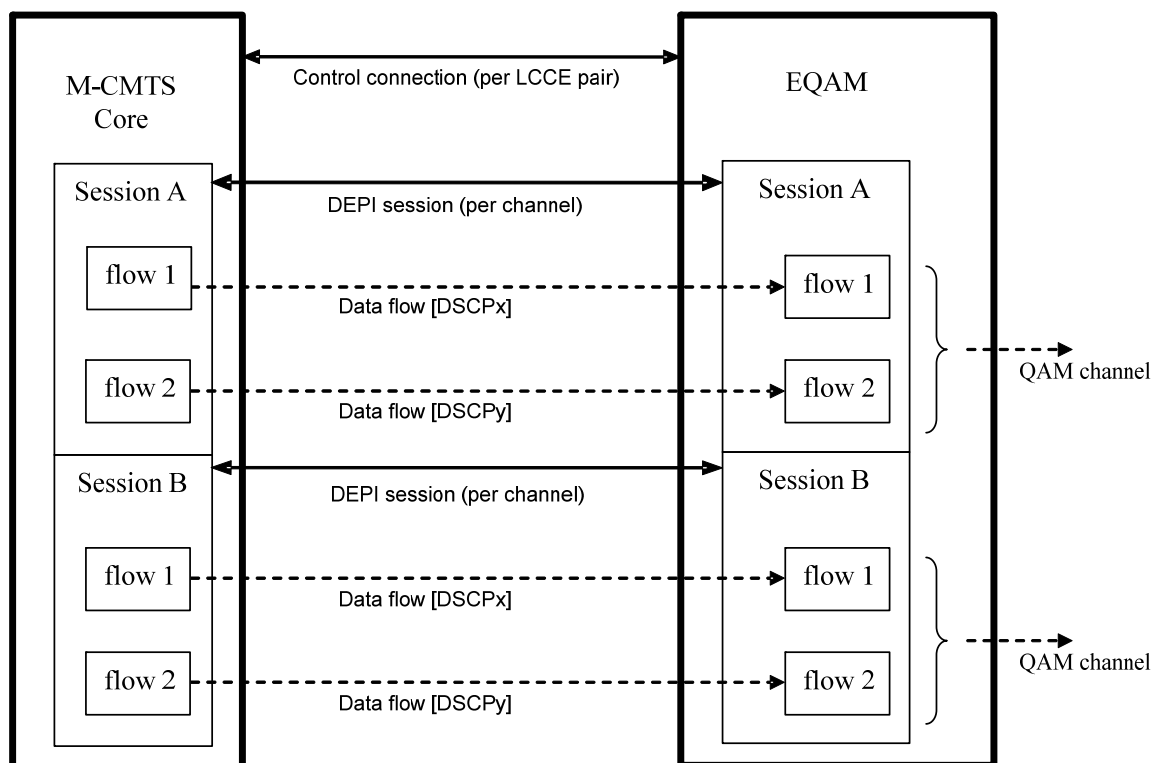 M-CMTS
Core
Control connection (per LCCE pair)
EQAM
Session A
DEPI session (per channel)
Session A
flow 1
Data flow [DSCPx]
flow 1
flow 2
Data flow [DSCPy]
flow 2
QAM channel
Session B
DEPI session (per channel)
Session B
flow 1
Data flow [DSCPx]
flow 1
flow 2
Data flow [DSCPy]
flow 2
QAM channel